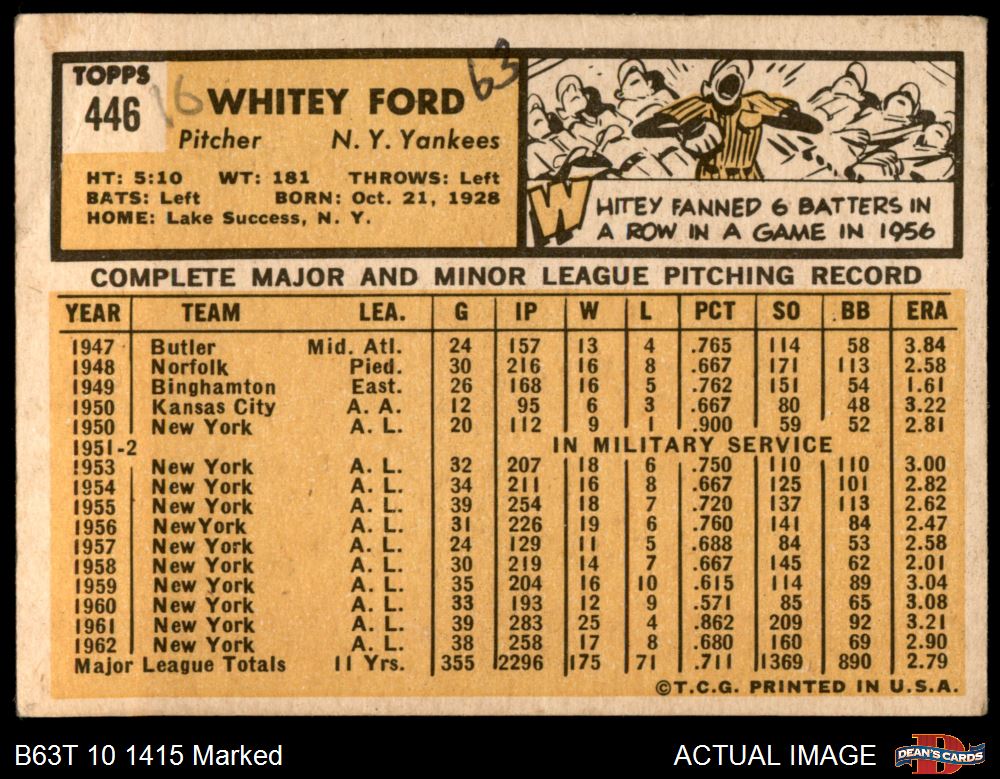 TOPPS
446
16
WHITEY FORD
63
Pitcher N. Y. Yankees
HT: 5:10 WT: 181 THROWS: Left
BATS: Left BORN: Oct. 21, 1928
HOME: Lake Success, N. Y.
WHITEY FANNED 6 BATTERS IN
A ROW IN A GAME IN 1956
COMPLETE MAJOR AND MINOR LEAGUE PITCHING RECORD
YEAR TEAM LEA. G IP W L PCT SO BB ERA
1947 Butler Mid. Atl. 24 157 13 4 .765 114 58 3.84
1948 Norfolk Pied. 30 216 16 8 .667 171 113 2.58
1949 Binghamton East. 26 168 16 5 .762 151 54 1.61
1950 Kansas City A. A. 12 95 6 3 .667 80 48 3.22
1950 New York A. L. 20 112 9 1 .900 59 52 2.81
1951-2 IN MILITARY SERVICE
1953 New York A. L. 32 207 18 6 .750 110 110 3.00
1954 New York A. L. 34 211 16 8 .667 125 101 2.82
1955 New York A. L. 39 254 18 7 .720 137 113 2.62
1956 NewYork A. L. 31 226 19 6 .760 141 84 2.47
1957 New York A. L. 24 129 11 5 .688 84 53 2.58
1958 New York A. L. 30 219 14 7 .667 145 62 2.01
1959 New York A. L. 35 204 16 10 .615 114 89 3.04
1960 New York A. L. 33 193 12 9 .571 85 65 3.08
1961 New York A. L. 39 283 25 4 .862 209 92 3.21
1962 New York A. L. 38 258 17 8 .680 160 69 2.90
Major League Totals 11 Yrs. 355 2296 175 71 .711 1369 890 2.79
©T.C.G. PRINTED IN U.S.A.
B63T 10 1415 Marked ACTUAL IMAGE DEAN'S CARDS